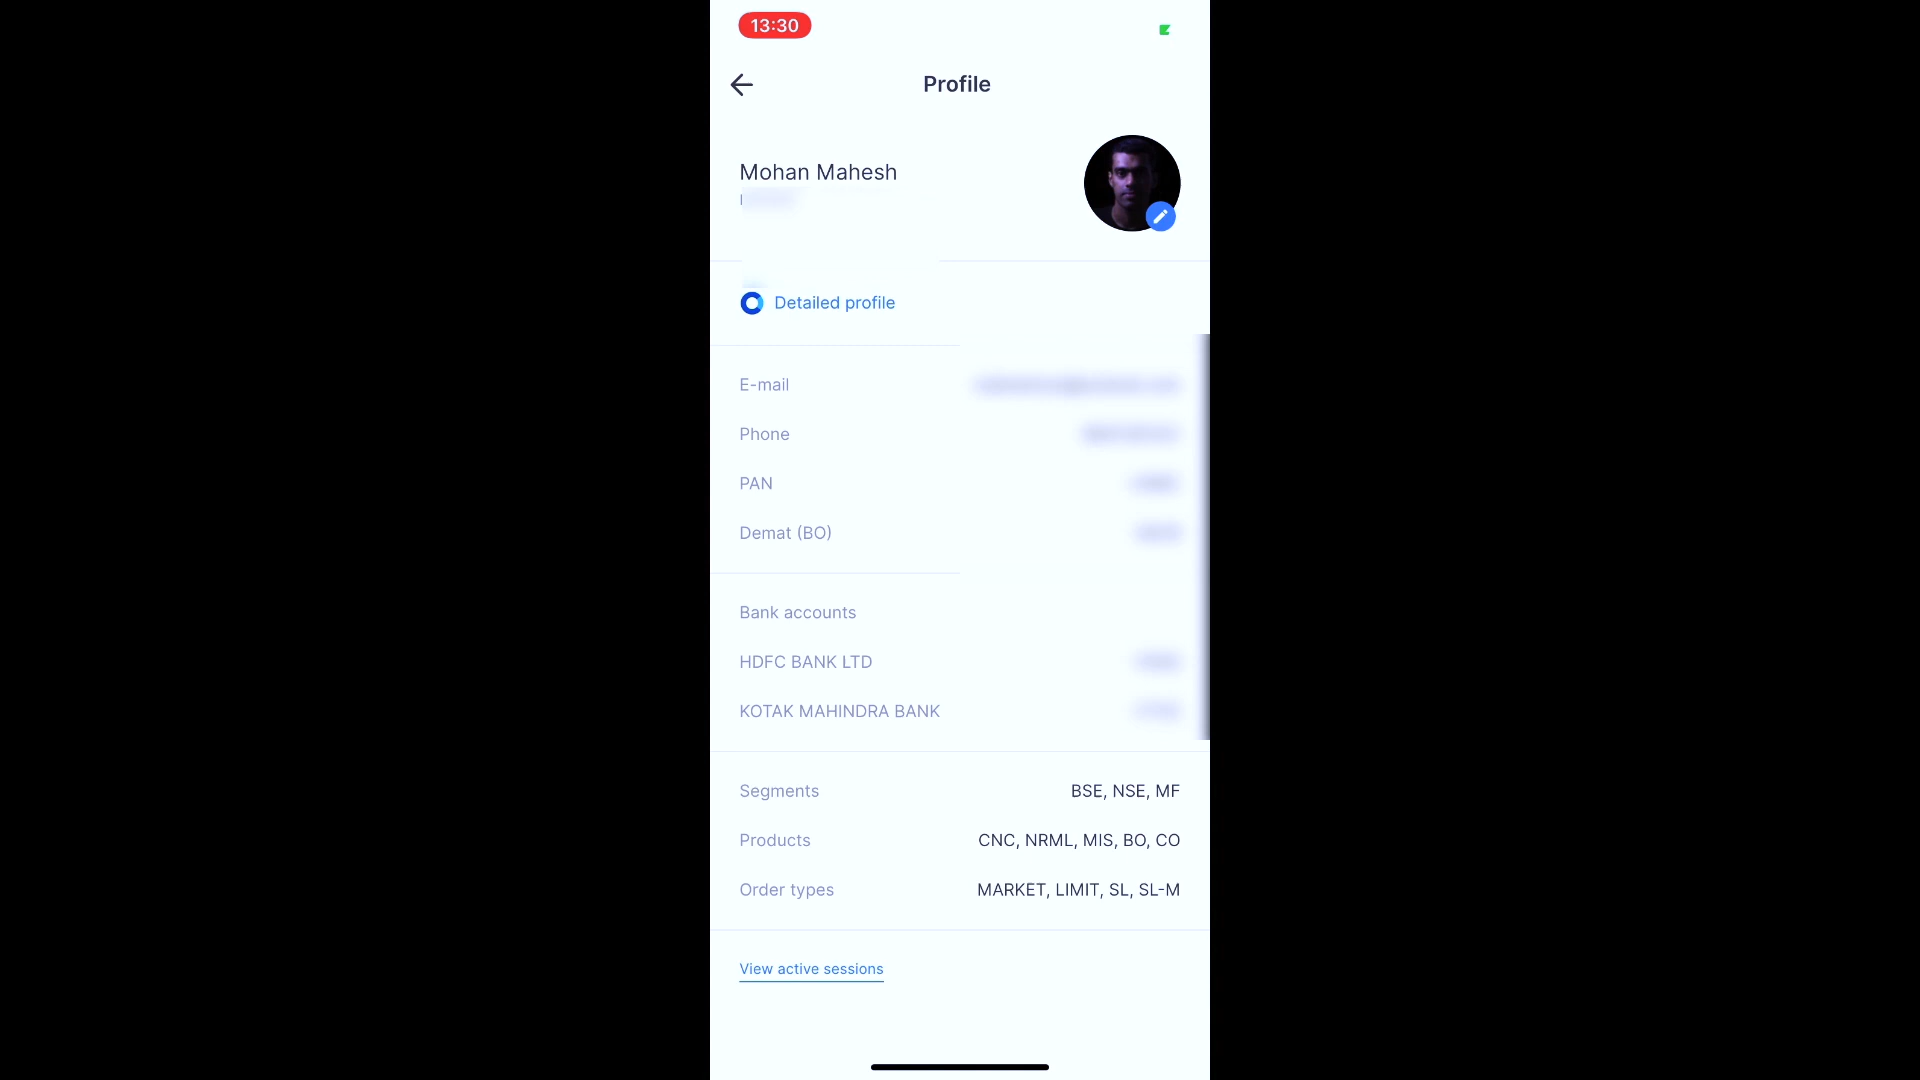 13:30
Profile
Mohan Mahesh
Detailed profile
E-mail
Phone
PAN
Demat (BO)
Bank accounts
HDFC BANK LTD
KOTAK MAHINDRA BANK
Segments BSE, NSE, MF
Products CNC, NRML, MIS, BO, CO
Order types MARKET, LIMIT, SL, SL-M
View active sessions